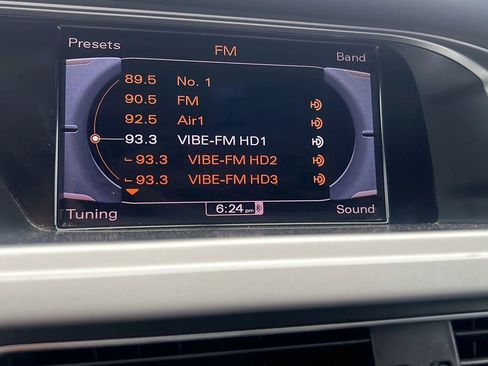 Presets FM Band
89.5 No. 1
90.5 FM
92.5 Air1
93.3 VIBE-FM HD1
93.3 VIBE-FM HD2
93.3 VIBE-FM HD3
Tuning 6:24 pm Sound